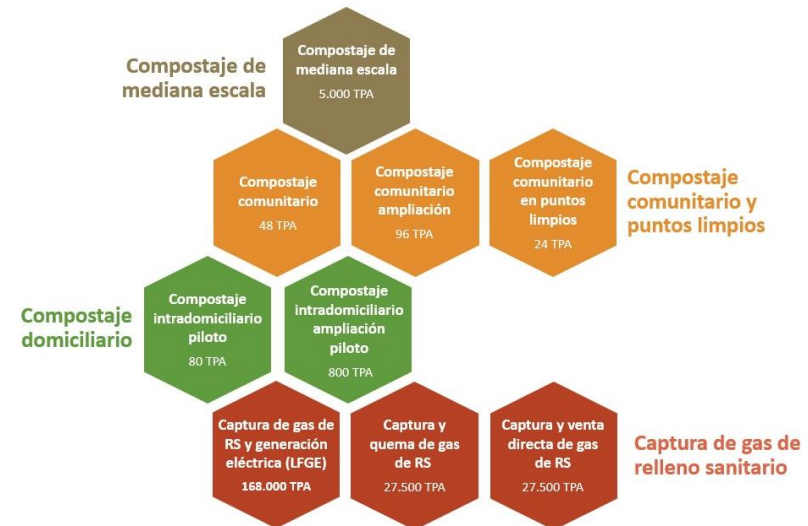 Compostaje de
mediana escala
Compostaje de
mediana escala
5.000 TPA
Compostaje
comunitario
48 TPA
Compostaje
comunitario
ampliación
96 TPA
Compostaje
comunitario
en puntos
limpios
24 TPA
Compostaje
comunitario y
puntos limpios
Compostaje
domiciliario
Compostaje
intradomiciliario
piloto
80 TPA
Compostaje
intradomiciliario
ampliación
piloto
800 TPA
Captura de gas de
RS y generación
eléctrica (LFGE)
168.000 TPA
Captura y
quema de gas
de RS
27.500 TPA
Captura y venta
directa de gas
de RS
27.500 TPA
Captura de gas de
relleno sanitario